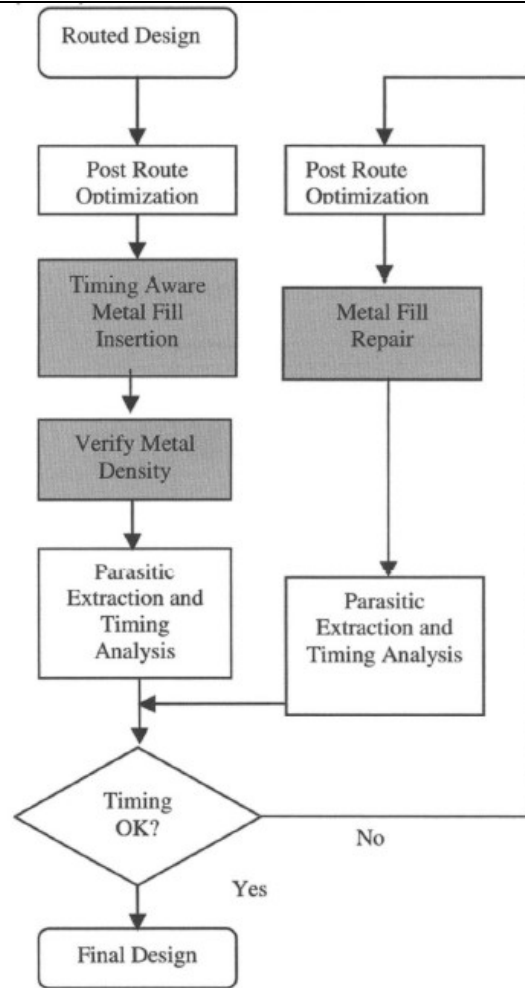 Routed Design
Post Route
Optimization
Timing Aware
Metal Fill
Insertion
Verify Metal
Density
Parasitic
Extraction and
Timing
Analysis
Timing
OK?
Yes
Final Design
No
Post Route
Optimization
Metal Fill
Repair
Parasitic
Extraction and
Timing Analysis